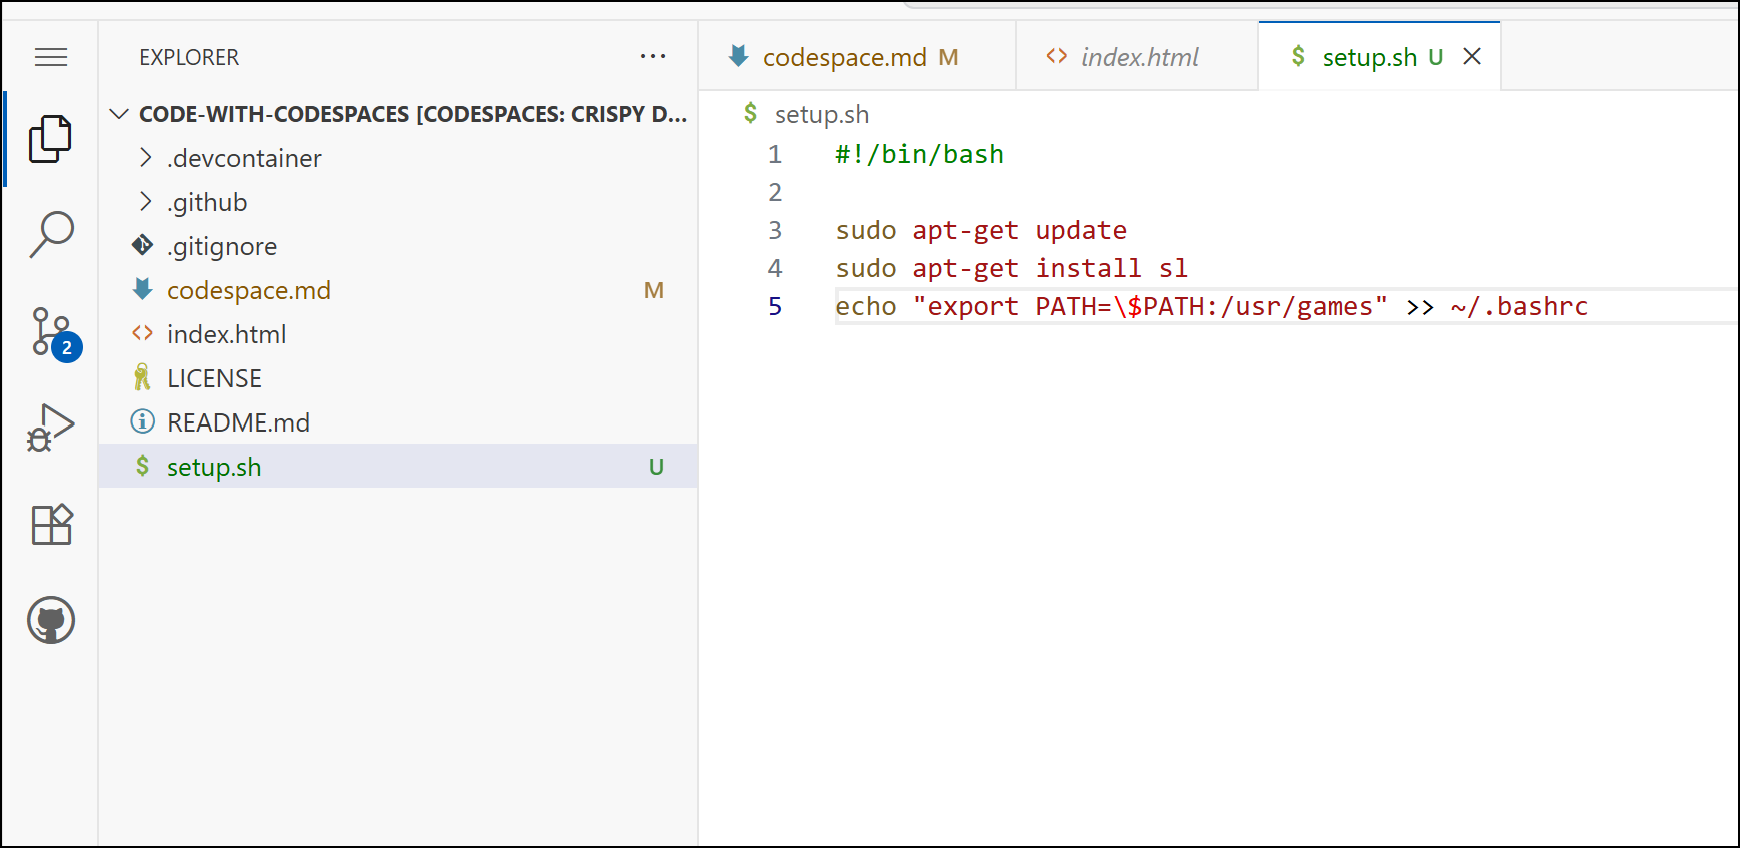 EXPLORER ···
CODE-WITH-CODESPACES [CODESPACES: CRISPY D...
.devcontainer
.github
.gitignore
codespace.md M
index.html
LICENSE
README.md
setup.sh U
2
codespace.md M
index.html
setup.sh U
setup.sh
1 #!/bin/bash
2
3 sudo apt-get update
4 sudo apt-get install sl
5 echo "export PATH=\$PATH:/usr/games" >> ~/.bashrc